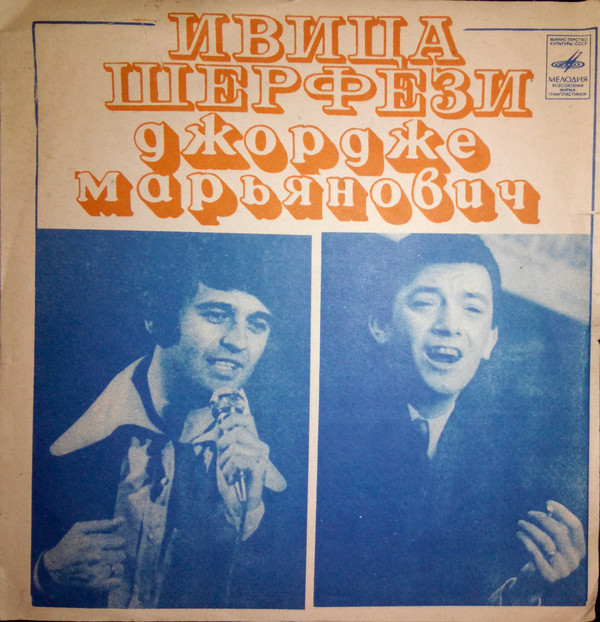 ИВИЦА
ШЕРФЕЗИ
джордже
марьянович
МИНИСТЕРСТВО
КУЛЬТУРЫ СССР
МЕЛОДИЯ
ВСЕСОЮЗНАЯ
ФИРМА
ГРАМПЛАСТИНОК